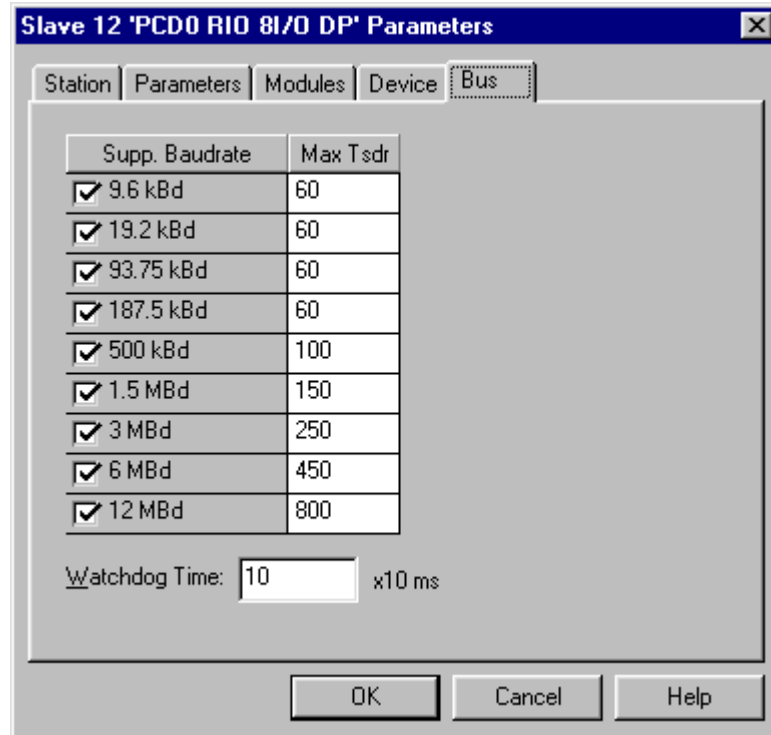 Slave 12 'PCD0 RIO 8I/O DP' Parameters
Station Parameters Modules Device Bus
Supp. Baudrate Max Tsdr
9.6 kBd 60
19.2 kBd 60
93.75 kBd 60
187.5 kBd 60
500 kBd 100
1.5 MBd 150
3 MBd 250
6 MBd 450
12 MBd 800
Watchdog Time: 10 x10 ms
OK Cancel Help